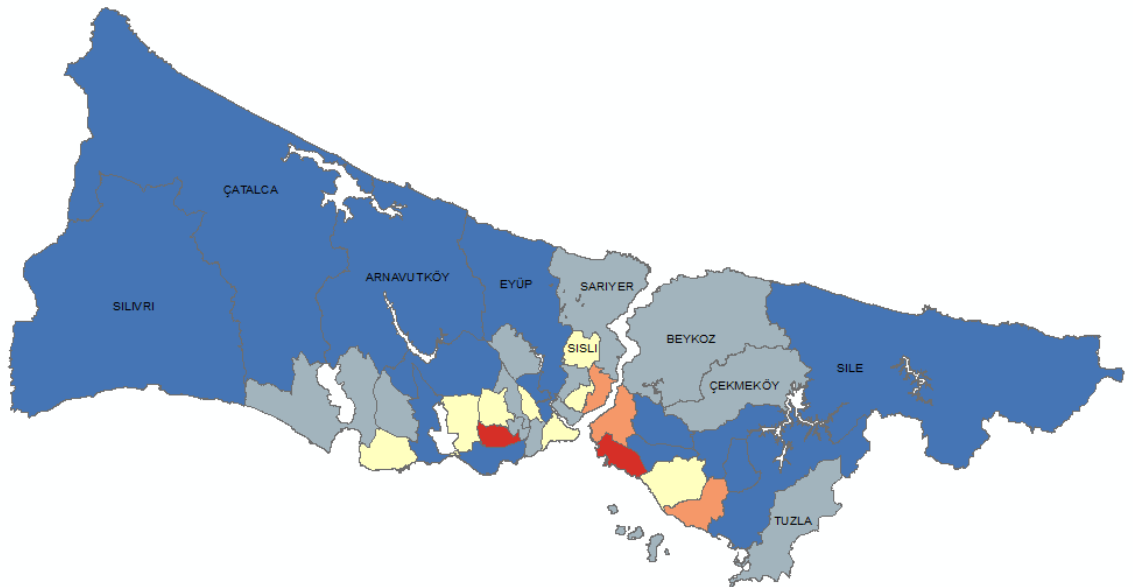 ÇATALCA
ARNAVUTKÖY
EYÜP
SARIYER
SILIVRI
SISLI
BEYKOZ
ÇEKMEKÖY
SILE
TUZLA